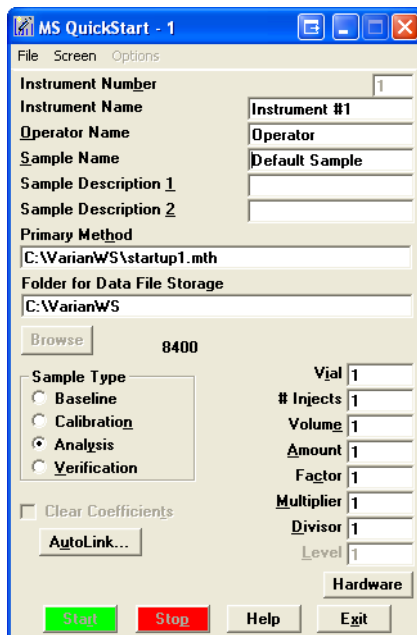 MS QuickStart - 1
File Screen Options
Instrument Number 1
Instrument Name Instrument #1
Operator Name Operator
Sample Name Default Sample
Sample Description 1
Sample Description 2
Primary Method
C:\VarianWS\startup1.mth
Folder for Data File Storage
C:\VarianWS
Browse
8400
Sample Type
Baseline
Calibration
Analysis
Verification
Clear Coefficients
AutoLink...
Vial 1
# Injects 1
Volume 1
Amount 1
Factor 1
Multiplier 1
Divisor 1
Level 1
Hardware
Start Stop Help Exit